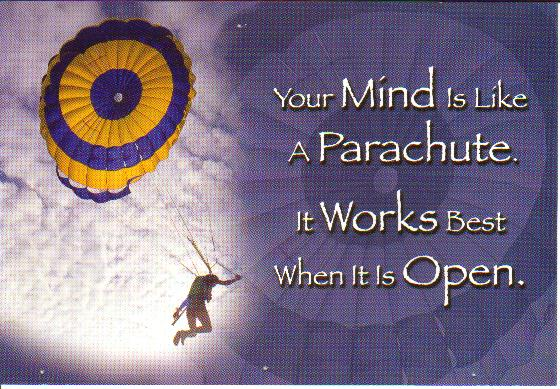 Your Mind Is Like
A Parachute.
It Works Best
When It Is Open.